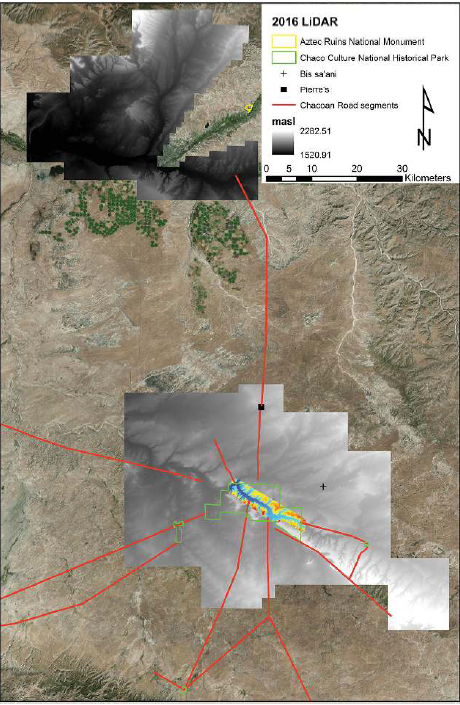 2016 LiDAR
Aztec Ruins National Monument
Chaco Culture National Historical Park
Bis sa'ani
Pierre's
Chacoan Road segments
masl
2282.51
1520.91
N
0 5 10 20 30
Kilometers